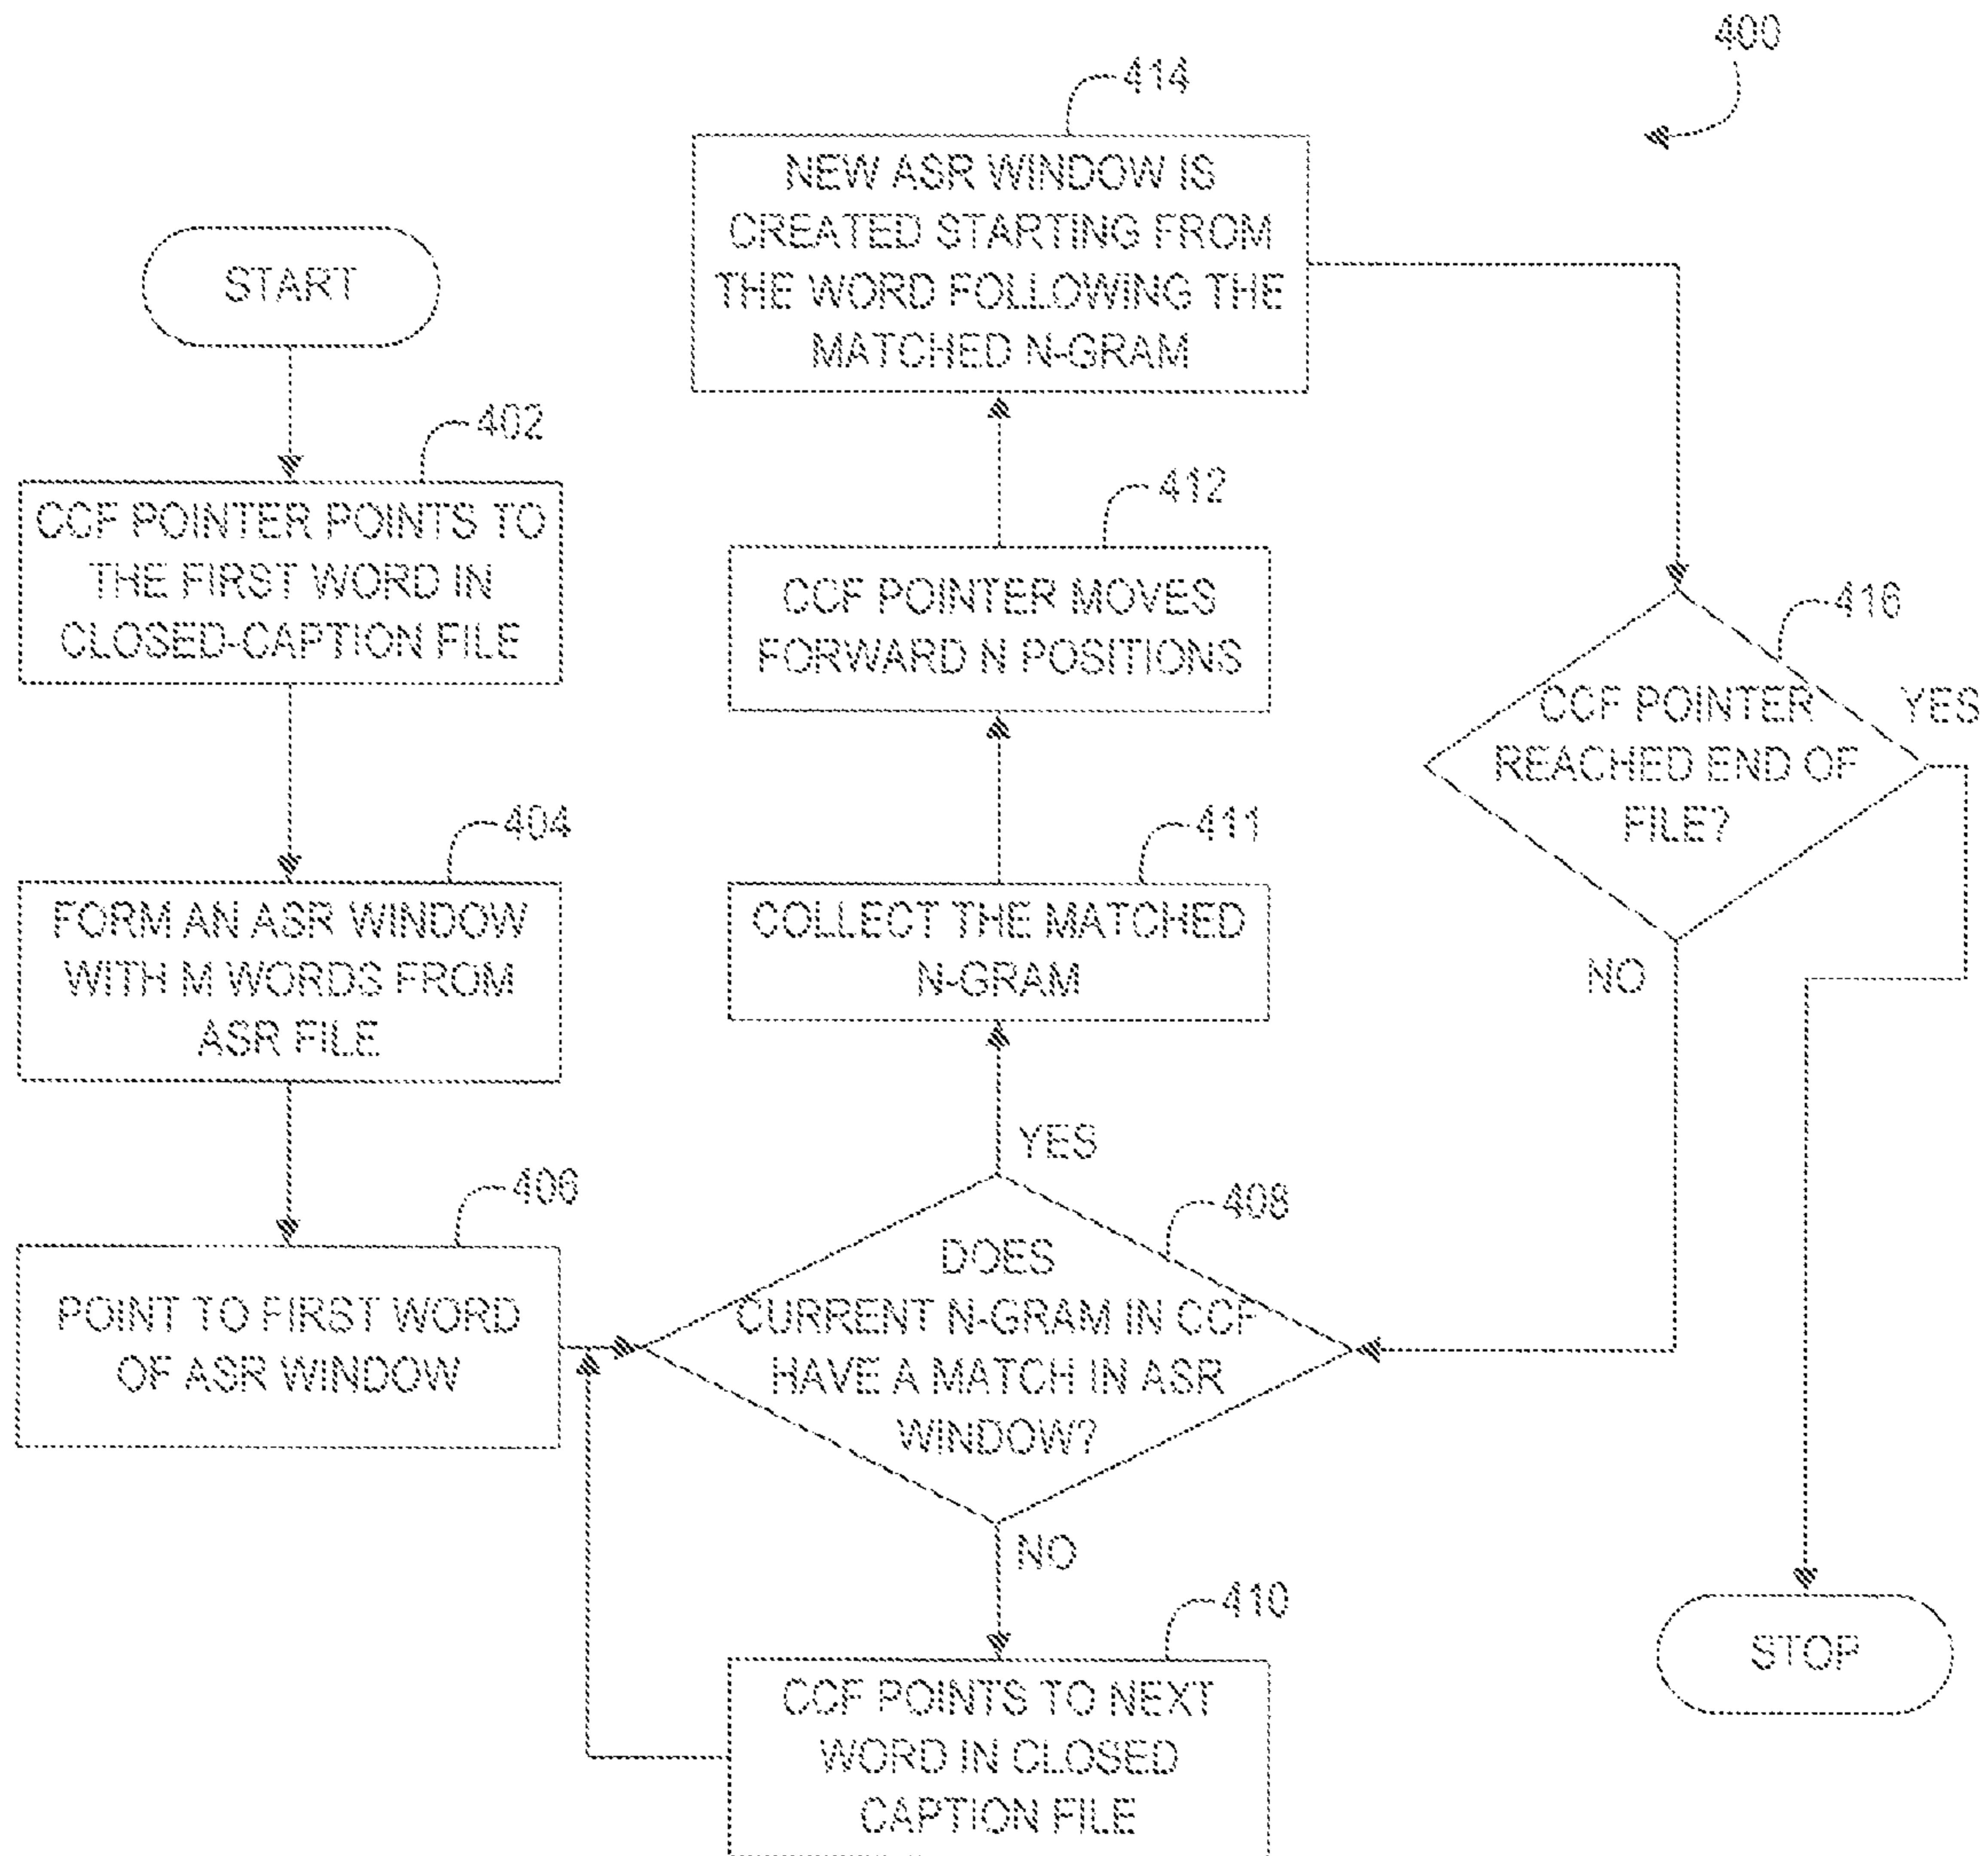 400
START
402
CCF POINTER POINTS TO
THE FIRST WORD IN
CLOSED-CAPTION FILE
404
FORM AN ASR WINDOW
WITH M WORDS FROM
ASR FILE
406
POINT TO FIRST WORD
OF ASR WINDOW
408
DOES
CURRENT N-GRAM IN CCF
HAVE A MATCH IN ASR
WINDOW?
YES
NO
410
CCF POINTS TO NEXT
WORD IN CLOSED
CAPTION FILE
411
COLLECT THE MATCHED
N-GRAM
412
CCF POINTER MOVES
FORWARD N POSITIONS
414
NEW ASR WINDOW IS
CREATED STARTING FROM
THE WORD FOLLOWING THE
MATCHED N-GRAM
416
CCF POINTER
REACHED END OF
FILE?
YES
NO
STOP